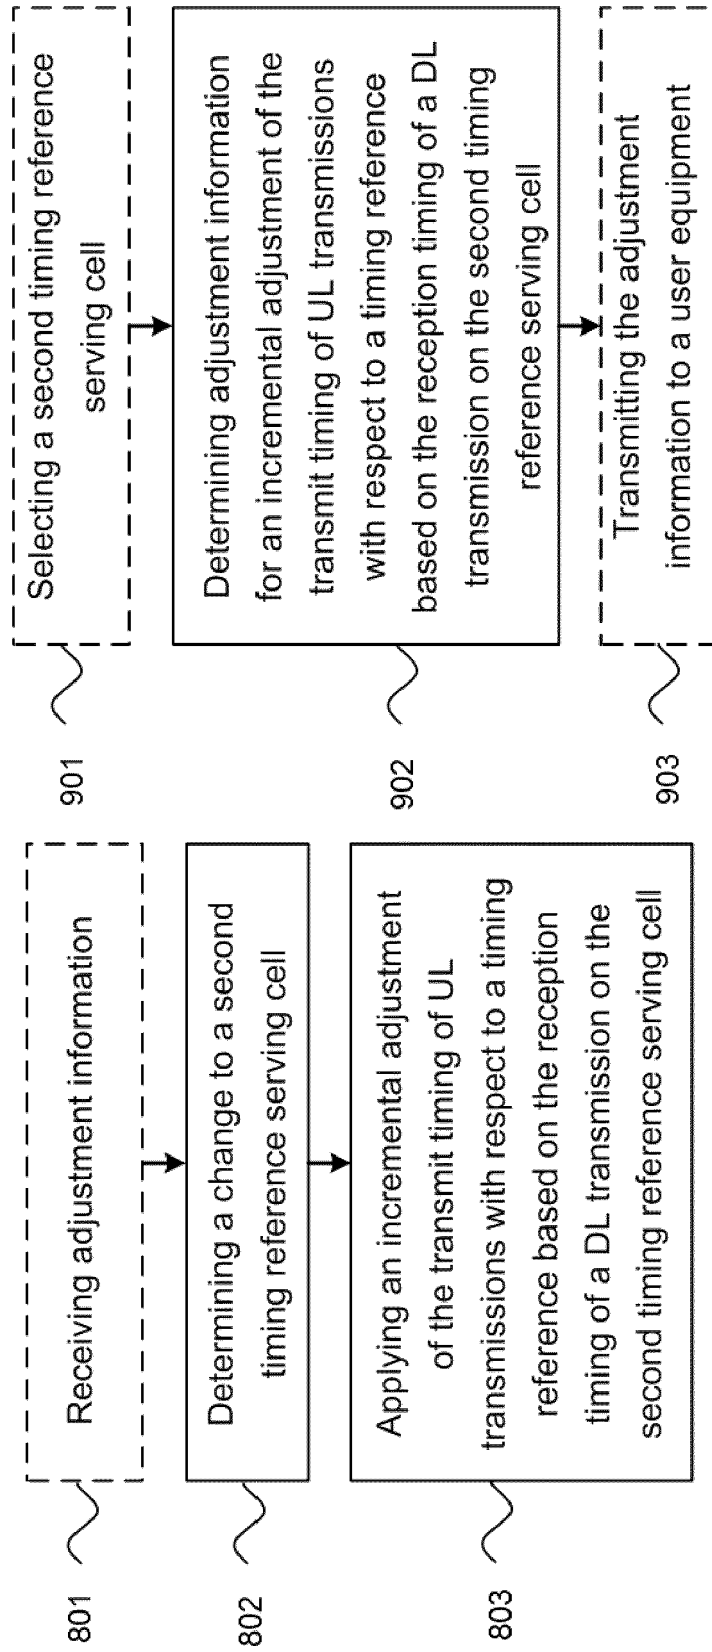 801
Receiving adjustment information
802
Determining a change to a second
timing reference serving cell
803
Applying an incremental adjustment
of the transmit timing of UL
transmissions with respect to a timing
reference based on the reception
timing of a DL transmission on the
second timing reference serving cell
901
Selecting a second timing reference
serving cell
902
Determining adjustment information
for an incremental adjustment of the
transmit timing of UL transmissions
with respect to a timing reference
based on the reception timing of a DL
transmission on the second timing
reference serving cell
903
Transmitting the adjustment
information to a user equipment